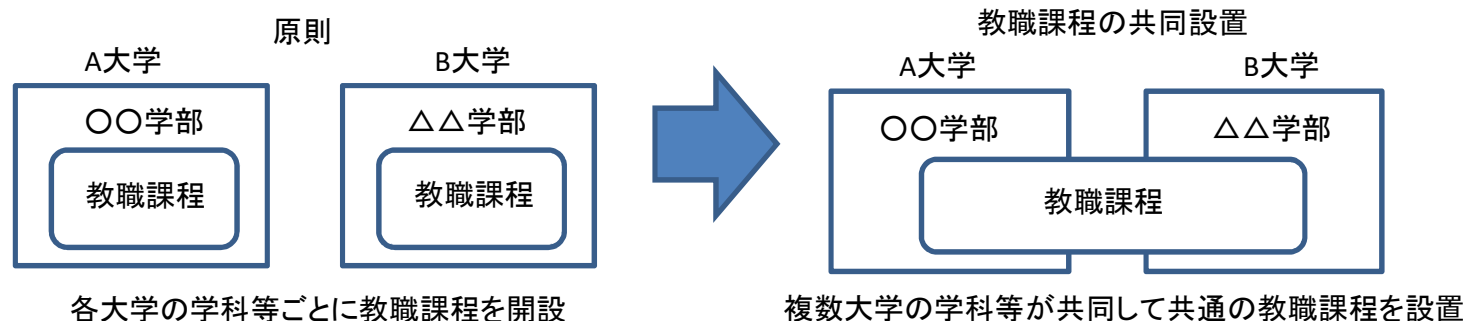 原則
A大学
B大学
〇〇学部
△△学部
教職課程
教職課程
各大学の学科等ごとに教職課程を開設
教職課程の共同設置
A大学
B大学
〇〇学部
△△学部
教職課程
複数大学の学科等が共同して共通の教職課程を設置